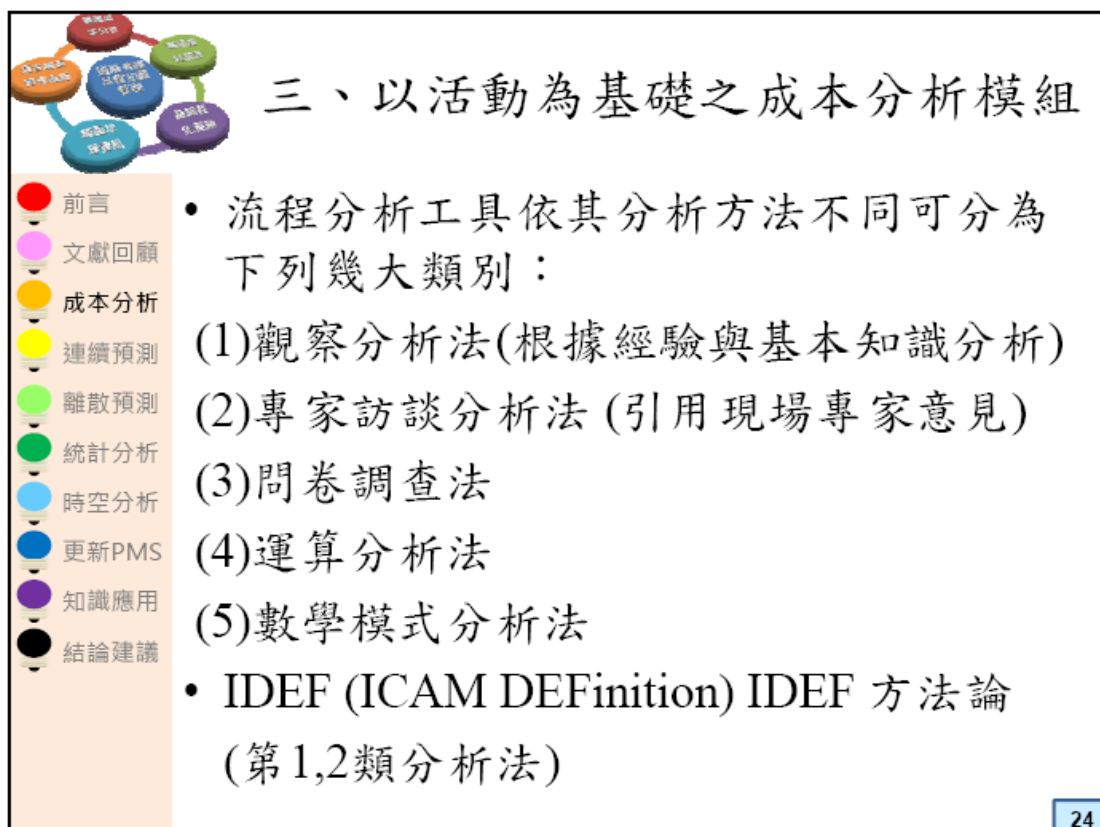 三、以活動為基礎之成本分析模組
前言
文獻回顧
成本分析
連續預測
離散預測
統計分析
時空分析
更新PMS
知識應用
結論建議
• 流程分析工具依其分析方法不同可分為
下列幾大類別：
(1)觀察分析法(根據經驗與基本知識分析)
(2)專家訪談分析法 (引用現場專家意見)
(3)問卷調查法
(4)運算分析法
(5)數學模式分析法
• IDEF (ICAM DEFinition) IDEF 方法論
(第1,2類分析法)
24